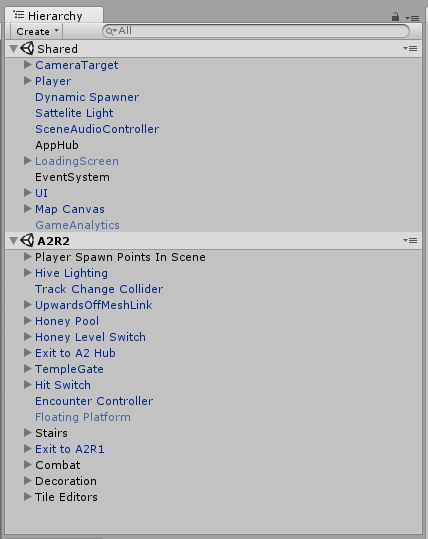 Hierarchy
Create All
Shared
CameraTarget
Player
Dynamic Spawner
Sattelite Light
SceneAudioController
AppHub
LoadingScreen
EventSystem
UI
Map Canvas
GameAnalytics
A2R2
Player Spawn Points In Scene
Hive Lighting
Track Change Collider
UpwardsOffMeshLink
Honey Pool
Honey Level Switch
Exit to A2 Hub
TempleGate
Hit Switch
Encounter Controller
Floating Platform
Stairs
Exit to A2R1
Combat
Decoration
Tile Editors